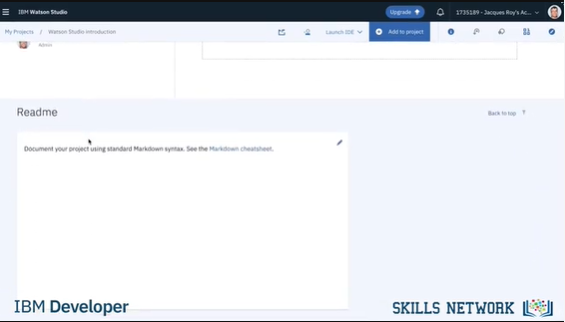 IBM Watson Studio
Upgrade
1735189 - Jacques Roy's Ac...
My Projects / Watson Studio introduction
Launch IDE
Add to project
Admin
Readme
Back to top
Document your project using standard Markdown syntax. See the Markdown cheatsheet.
IBM Developer
SKILLS NETWORK